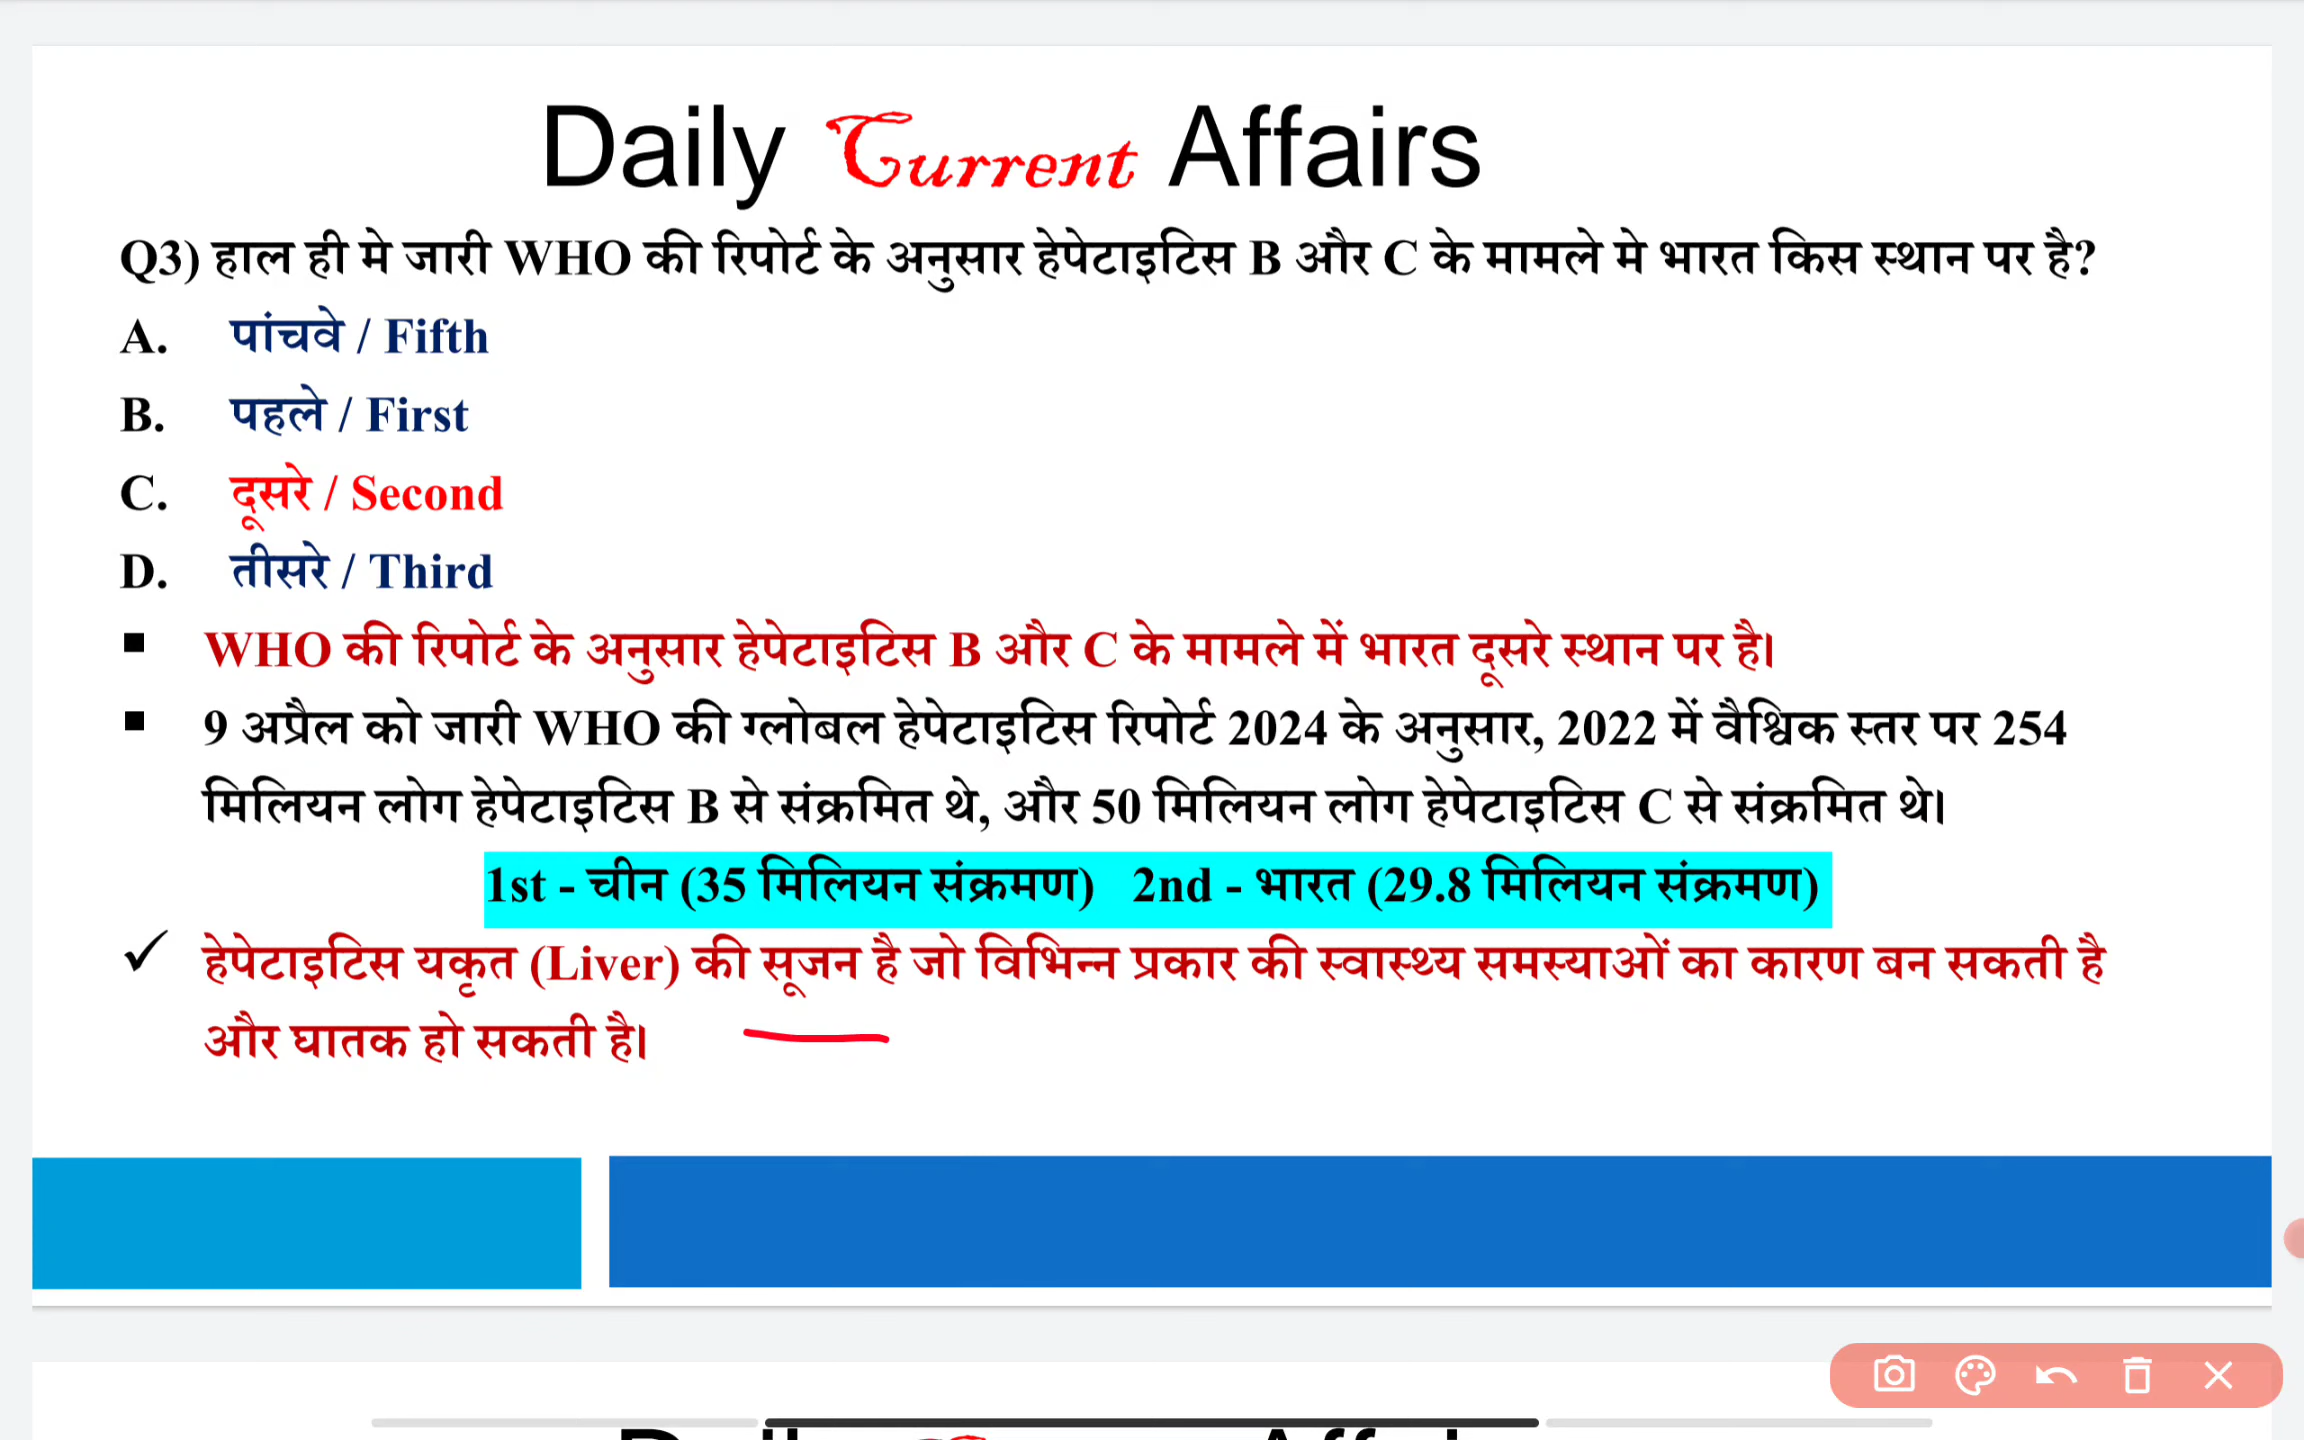 Daily Current Affairs
Q3) हाल ही मे जारी WHO की रिपोर्ट के अनुसार हेपेटाइटिस B और C के मामले मे भारत किस स्थान पर है?
A. पांचवे / Fifth
B. पहले / First
C. दूसरे / Second
D. तीसरे / Third
▪ WHO की रिपोर्ट के अनुसार हेपेटाइटिस B और C के मामले में भारत दूसरे स्थान पर है।
▪ 9 अप्रैल को जारी WHO की ग्लोबल हेपेटाइटिस रिपोर्ट 2024 के अनुसार, 2022 में वैश्विक स्तर पर 254
मिलियन लोग हेपेटाइटिस B से संक्रमित थे, और 50 मिलियन लोग हेपेटाइटिस C से संक्रमित थे।
1st - चीन (35 मिलियन संक्रमण) 2nd - भारत (29.8 मिलियन संक्रमण)
✓ हेपेटाइटिस यकृत (Liver) की सूजन है जो विभिन्न प्रकार की स्वास्थ्य समस्याओं का कारण बन सकती है
और घातक हो सकती है।